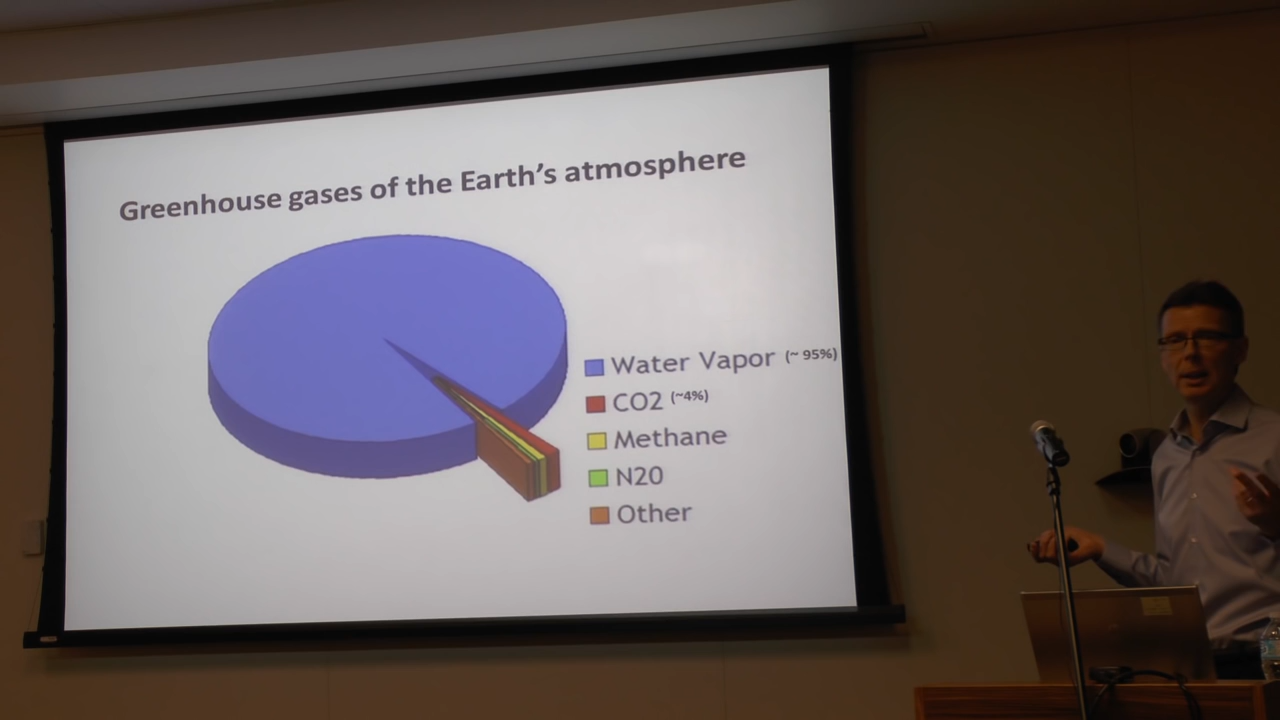 Greenhouse gases of the Earth's atmosphere
Water Vapor (~ 95%)
CO2 (~4%)
Methane
N20
Other